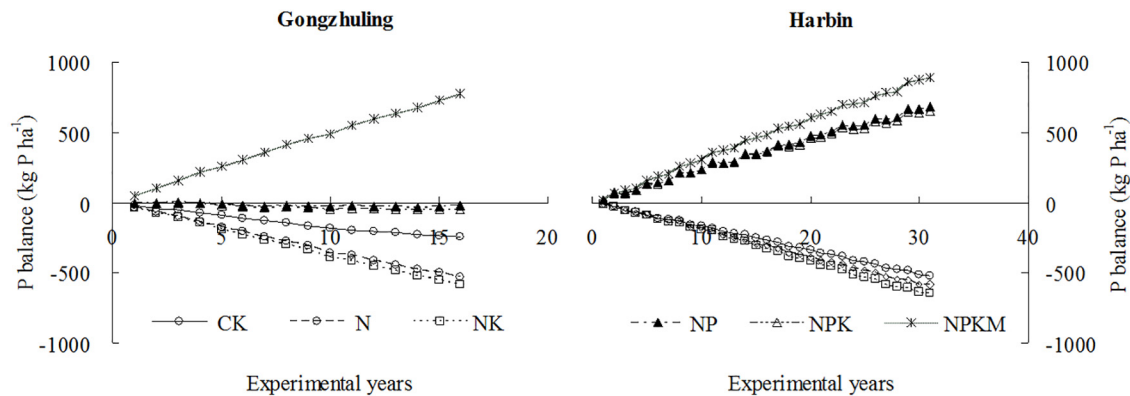 Gongzhuling
Harbin
P balance (kg P ha-1)
1000
500
0
-500
-1000
0
5
10
15
20
CK
N
NK
Experimental years
0
10
20
30
40
NP
NPK
NPKM
Experimental years
1000
500
0
-500
-1000
P balance (kg P ha-1)